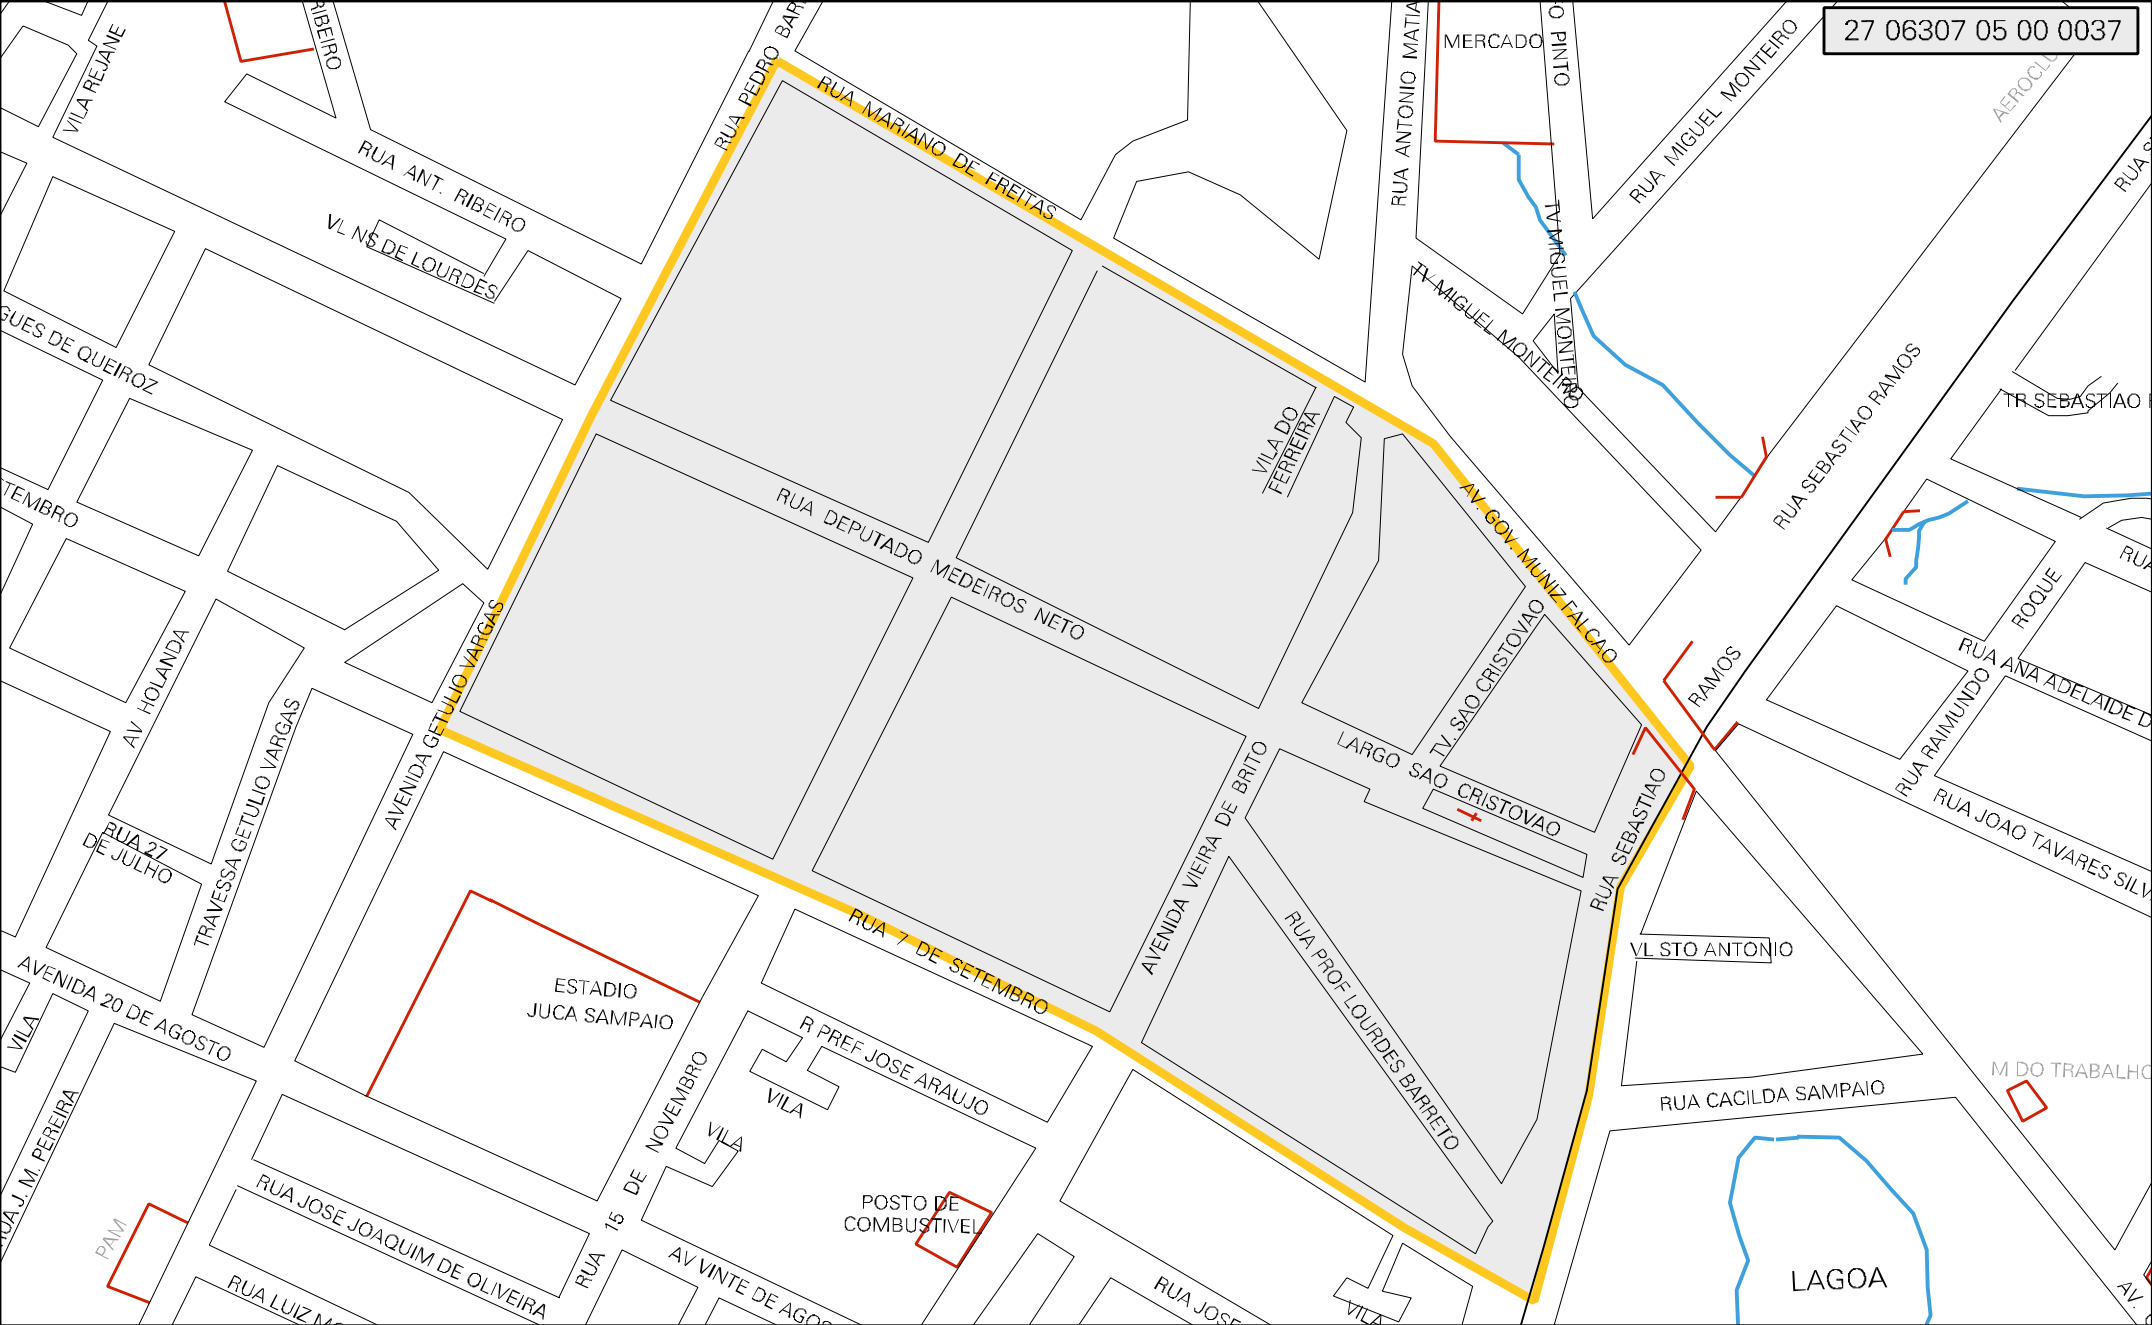 27 06307 05 00 0037
MERCADO
RUA ANTONIO MATIA
O PINTO
RUA MIGUEL MONTEIRO
AEROCLU
VILA REJANE
RIBEIRO
RUA PEDRO BAR
RUA MARIANO DE FREITAS
RUA ANT. RIBEIRO
VL NS DE LOURDES
TV MIGUEL MONTEIRO
TV MIGUEL MONTEIRO
RUA S
GUES DE QUEIROZ
VILA DO
FERREIRA
RUA SEBASTIAO RAMOS
TR SEBASTIAO
TEMBRO
RUA DEPUTADO MEDEIROS NETO
AV. GOV. MUNIZ FALCAO
RUA
AV HOLANDA
AVENIDA GETULIO VARGAS
TV. SAO CRISTOVAO
RUA RAIMUNDO ROQUE
RUA ANA ADELAIDE D
TRAVESSA GETULIO VARGAS
LARGO SAO CRISTOVAO
RUA SEBASTIAO RAMOS
RUA JOAO TAVARES SILV
RUA 27
DE JULHO
AVENIDA VIEIRA DE BRITO
RUA 7 DE SETEMBRO
RUA PROF LOURDES BARRETO
VL STO ANTONIO
AVENIDA 20 DE AGOSTO
VILA
ESTADIO
JUCA SAMPAIO
R PREF JOSE ARAUJO
VILA
VILA
RUA 15 DE NOVEMBRO
RUA CACILDA SAMPAIO
M DO TRABALHO
UA J. M. PEREIRA
PAM
RUA JOSE JOAQUIM DE OLIVEIRA
POSTO DE
COMBUSTIVEL
LAGOA
RUA LUIZ M
AV VINTE DE AGOS
RUA JOSE
VILA
AV.